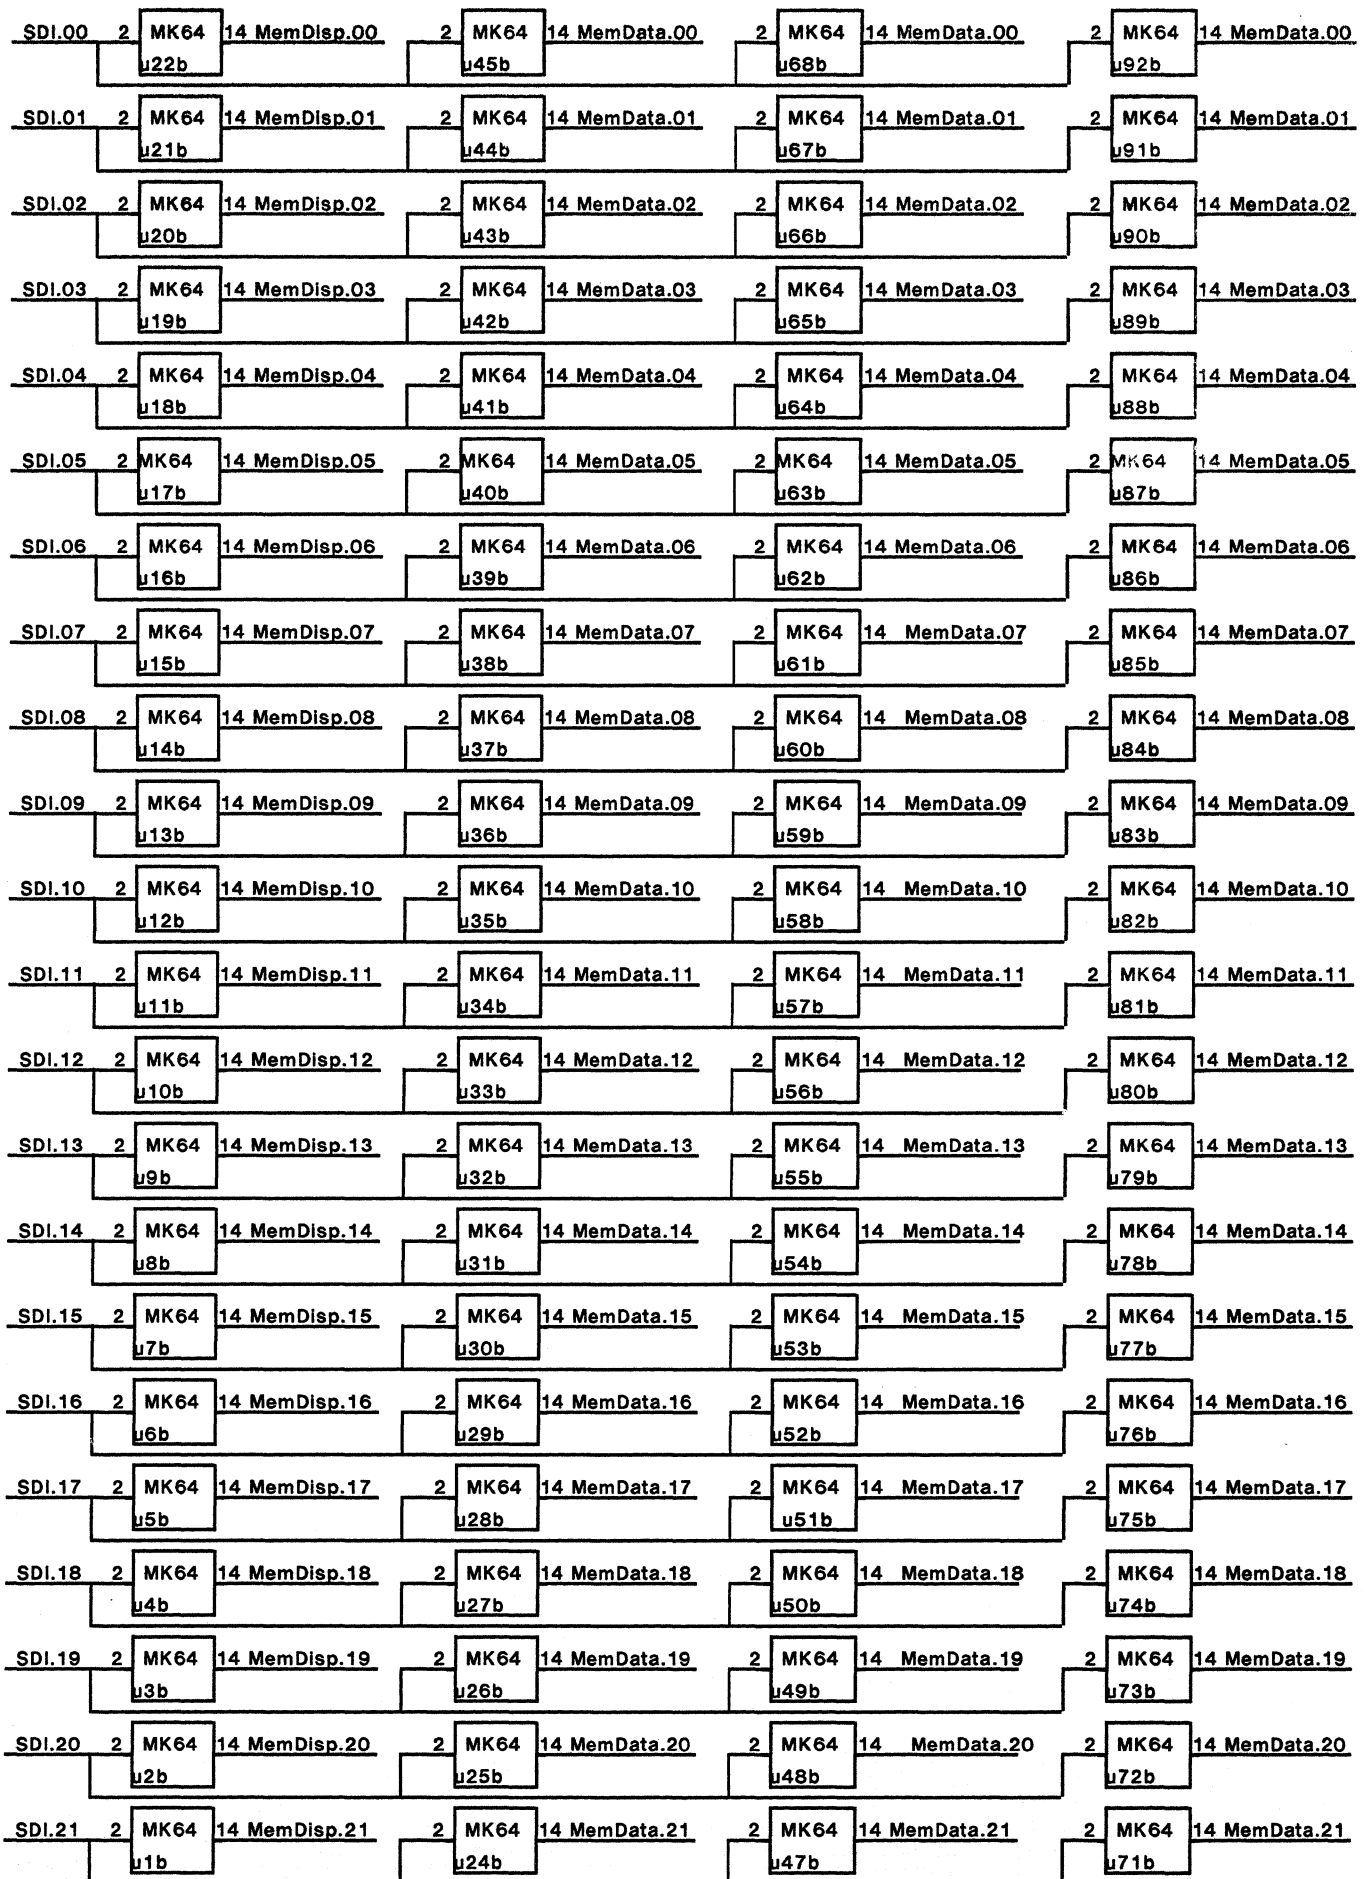 SDI.00 2 MK64 14 MemDisp.00 2 MK64 14 MemData.00 2 MK64 14 MemData.00 2 MK64 14 MemData.00
u22b u45b u68b u92b
SDI.01 2 MK64 14 MemDisp.01 2 MK64 14 MemData.01 2 MK64 14 MemData.01 2 MK64 14 MemData.01
u21b u44b u67b u91b
SDI.02 2 MK64 14 MemDisp.02 2 MK64 14 MemData.02 2 MK64 14 MemData.02 2 MK64 14 MemData.02
u20b u43b u66b u90b
SDI.03 2 MK64 14 MemDisp.03 2 MK64 14 MemData.03 2 MK64 14 MemData.03 2 MK64 14 MemData.03
u19b u42b u65b u89b
SDI.04 2 MK64 14 MemDisp.04 2 MK64 14 MemData.04 2 MK64 14 MemData.04 2 MK64 14 MemData.04
u18b u41b u64b u88b
SDI.05 2 MK64 14 MemDisp.05 2 MK64 14 MemData.05 2 MK64 14 MemData.05 2 MK64 14 MemData.05
u17b u40b u63b u87b
SDI.06 2 MK64 14 MemDisp.06 2 MK64 14 MemData.06 2 MK64 14 MemData.06 2 MK64 14 MemData.06
u16b u39b u62b u86b
SDI.07 2 MK64 14 MemDisp.07 2 MK64 14 MemData.07 2 MK64 14 MemData.07 2 MK64 14 MemData.07
u15b u38b u61b u85b
SDI.08 2 MK64 14 MemDisp.08 2 MK64 14 MemData.08 2 MK64 14 MemData.08 2 MK64 14 MemData.08
u14b u37b u60b u84b
SDI.09 2 MK64 14 MemDisp.09 2 MK64 14 MemData.09 2 MK64 14 MemData.09 2 MK64 14 MemData.09
u13b u36b u59b u83b
SDI.10 2 MK64 14 MemDisp.10 2 MK64 14 MemData.10 2 MK64 14 MemData.10 2 MK64 14 MemData.10
u12b u35b u58b u82b
SDI.11 2 MK64 14 MemDisp.11 2 MK64 14 MemData.11 2 MK64 14 MemData.11 2 MK64 14 MemData.11
u11b u34b u57b u81b
SDI.12 2 MK64 14 MemDisp.12 2 MK64 14 MemData.12 2 MK64 14 MemData.12 2 MK64 14 MemData.12
u10b u33b u56b u80b
SDI.13 2 MK64 14 MemDisp.13 2 MK64 14 MemData.13 2 MK64 14 MemData.13 2 MK64 14 MemData.13
u9b u32b u55b u79b
SDI.14 2 MK64 14 MemDisp.14 2 MK64 14 MemData.14 2 MK64 14 MemData.14 2 MK64 14 MemData.14
u8b u31b u54b u78b
SDI.15 2 MK64 14 MemDisp.15 2 MK64 14 MemData.15 2 MK64 14 MemData.15 2 MK64 14 MemData.15
u7b u30b u53b u77b
SDI.16 2 MK64 14 MemDisp.16 2 MK64 14 MemData.16 2 MK64 14 MemData.16 2 MK64 14 MemData.16
u6b u29b u52b u76b
SDI.17 2 MK64 14 MemDisp.17 2 MK64 14 MemData.17 2 MK64 14 MemData.17 2 MK64 14 MemData.17
u5b u28b u51b u75b
SDI.18 2 MK64 14 MemDisp.18 2 MK64 14 MemData.18 2 MK64 14 MemData.18 2 MK64 14 MemData.18
u4b u27b u50b u74b
SDI.19 2 MK64 14 MemDisp.19 2 MK64 14 MemData.19 2 MK64 14 MemData.19 2 MK64 14 MemData.19
u3b u26b u49b u73b
SDI.20 2 MK64 14 MemDisp.20 2 MK64 14 MemData.20 2 MK64 14 MemData.20 2 MK64 14 MemData.20
u2b u25b u48b u72b
SDI.21 2 MK64 14 MemDisp.21 2 MK64 14 MemData.21 2 MK64 14 MemData.21 2 MK64 14 MemData.21
u1b u24b u47b u71b